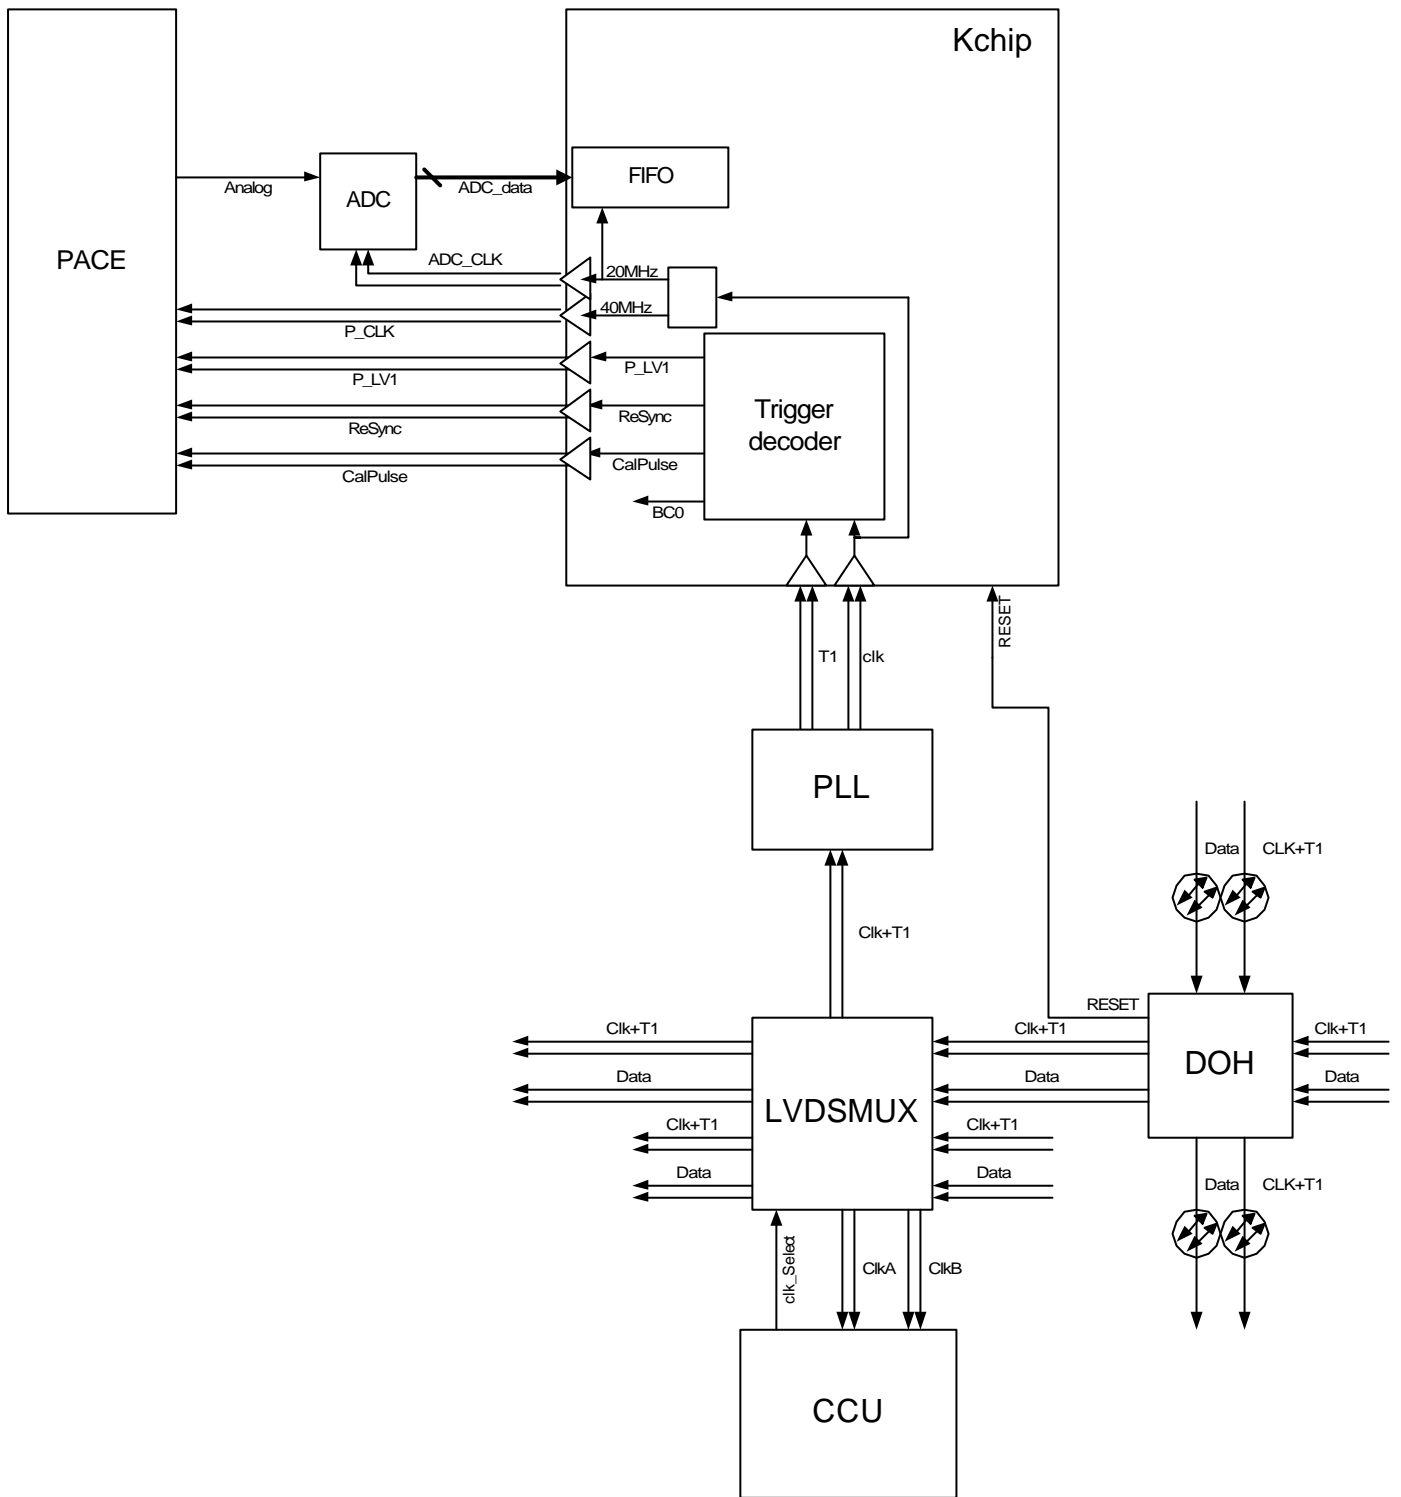 Kchip
FIFO
Analog
ADC
ADC_data
PACE
ADC_CLK
20MHz
40MHz
P_CLK
P_LV1
P_LV1
Trigger
decoder
ReSync
ReSync
CalPulse
CalPulse
BC0
RESET
T1
clk
PLL
Data
CLK+T1
Clk+T1
RESET
Clk+T1
Clk+T1
Clk+T1
DOH
Data
Data
Data
LVDSMUX
Clk+T1
Clk+T1
Data
Data
Data
CLK+T1
clk_Select
ClkA
ClkB
CCU